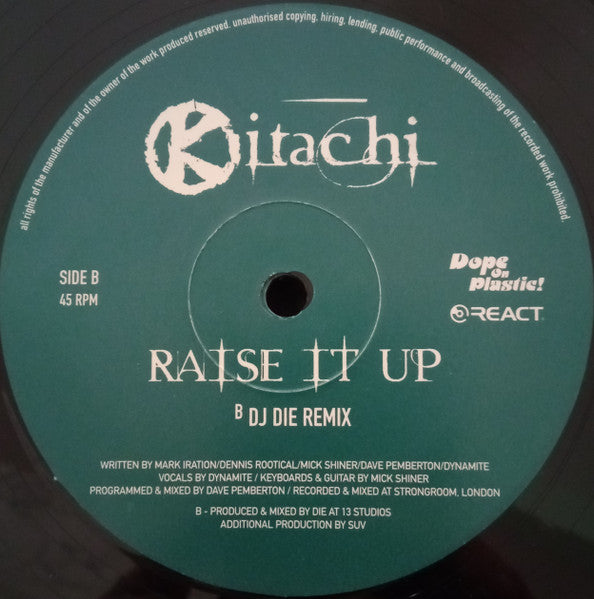 all rights of the manufacturer and of the owner of the work produced reserved. unauthorised copying, hiring, lending, public performance and broadcasting of the recorded work prohibited.
Kitachi
SIDE B
45 RPM
Dope
On
Plastic!
REACT
RAISE IT UP
B DJ DIE REMIX
WRITTEN BY MARK IRATION/DENNIS ROOTICAL/MICK SHINER/DAVE PEMBERTON/DYNAMITE
VOCALS BY DYNAMITE / KEYBOARDS & GUITAR BY MICK SHINER
PROGRAMMED & MIXED BY DAVE PEMBERTON / RECORDED & MIXED AT STRONGROOM, LONDON
B - PRODUCED & MIXED BY DIE AT 13 STUDIOS
ADDITIONAL PRODUCTION BY SUV